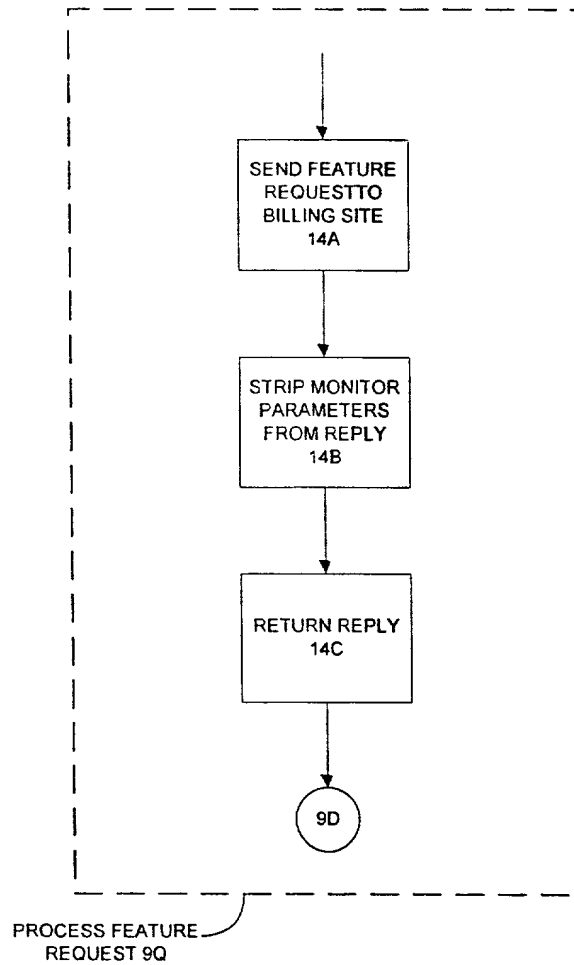 SEND FEATURE
REQUESTTO
BILLING SITE
14A
STRIP MONITOR
PARAMETERS
FROM REPLY
14B
RETURN REPLY
14C
9D
PROCESS FEATURE
REQUEST 9Q